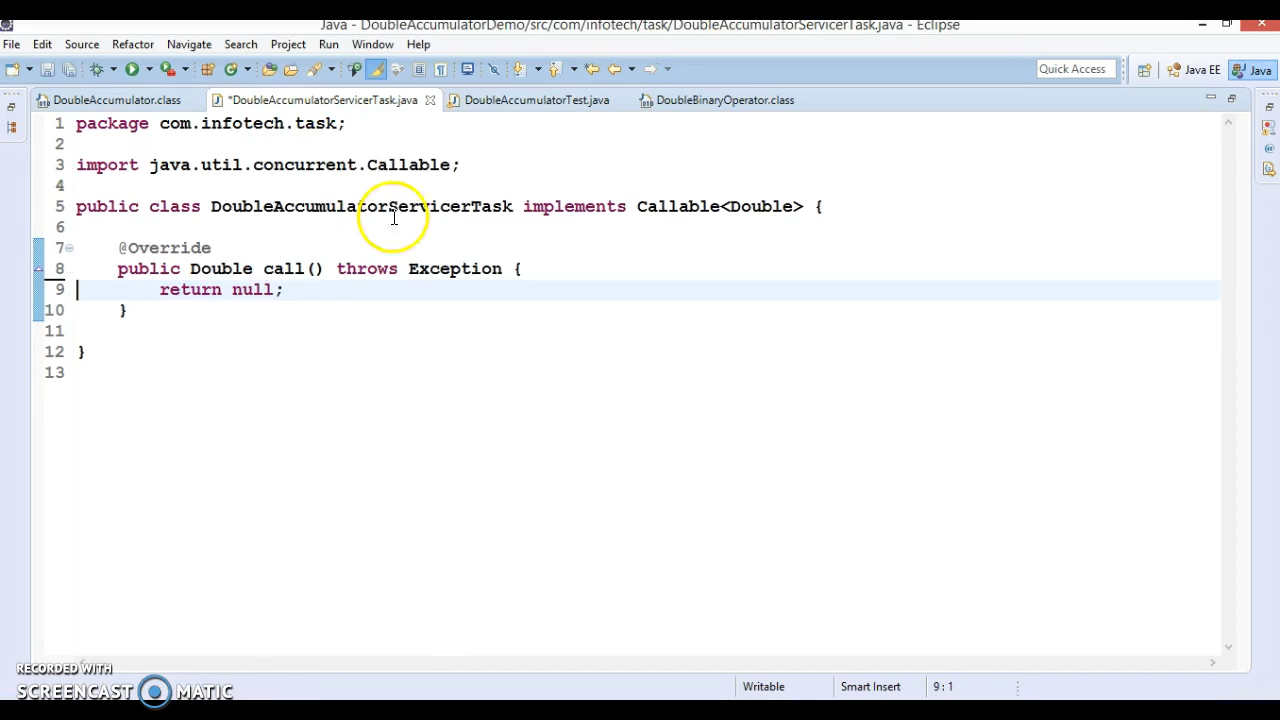 Java - DoubleAccumulatorDemo/src/com/infotech/task/DoubleAccumulatorServicerTask.java - Eclipse
File Edit Source Refactor Navigate Search Project Run Window Help
Quick Access Java EE Java
DoubleAccumulator.class *DoubleAccumulatorServicerTask.java DoubleAccumulatorTest.java DoubleBinaryOperator.class
1 package com.infotech.task;
2
3 import java.util.concurrent.Callable;
4
5 public class DoubleAccumulatorServicerTask implements Callable<Double> {
6
7 @Override
8 public Double call() throws Exception {
9 return null;
10 }
11
12 }
13
RECORDED WITH
SCREENCAST MATIC
Writable Smart Insert 9 : 1